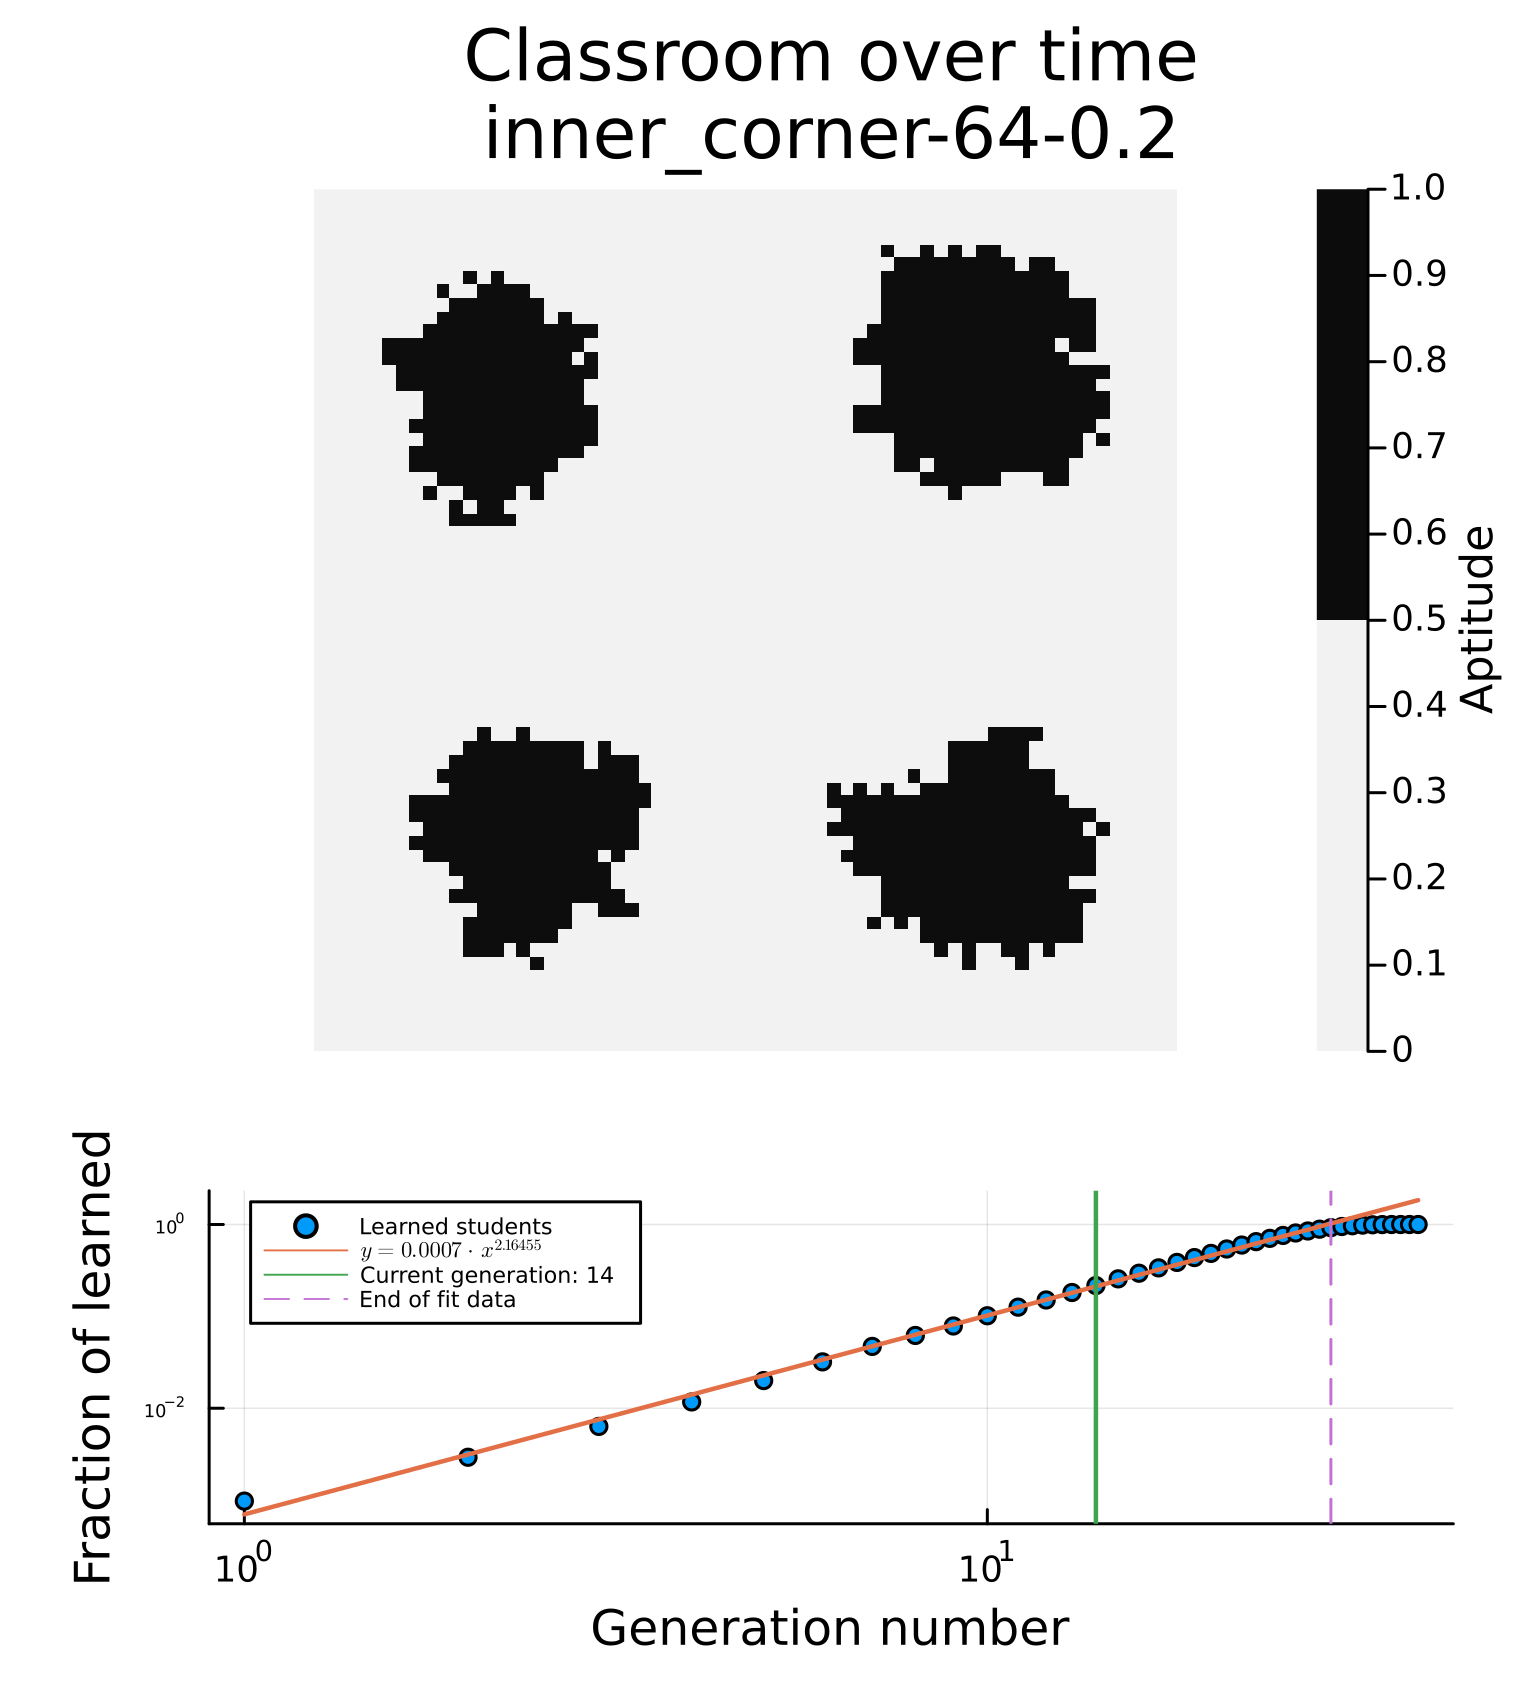 Classroom over time
inner_corner-64-0.2
1.0
0.9
0.8
0.7
0.6
0.5
0.4
0.3
0.2
0.1
0
Aptitude
Fraction of learned
10^0
10^-2
Learned students
y = 0.0007 · x^2.16455
Current generation: 14
End of fit data
10^0
10^1
Generation number